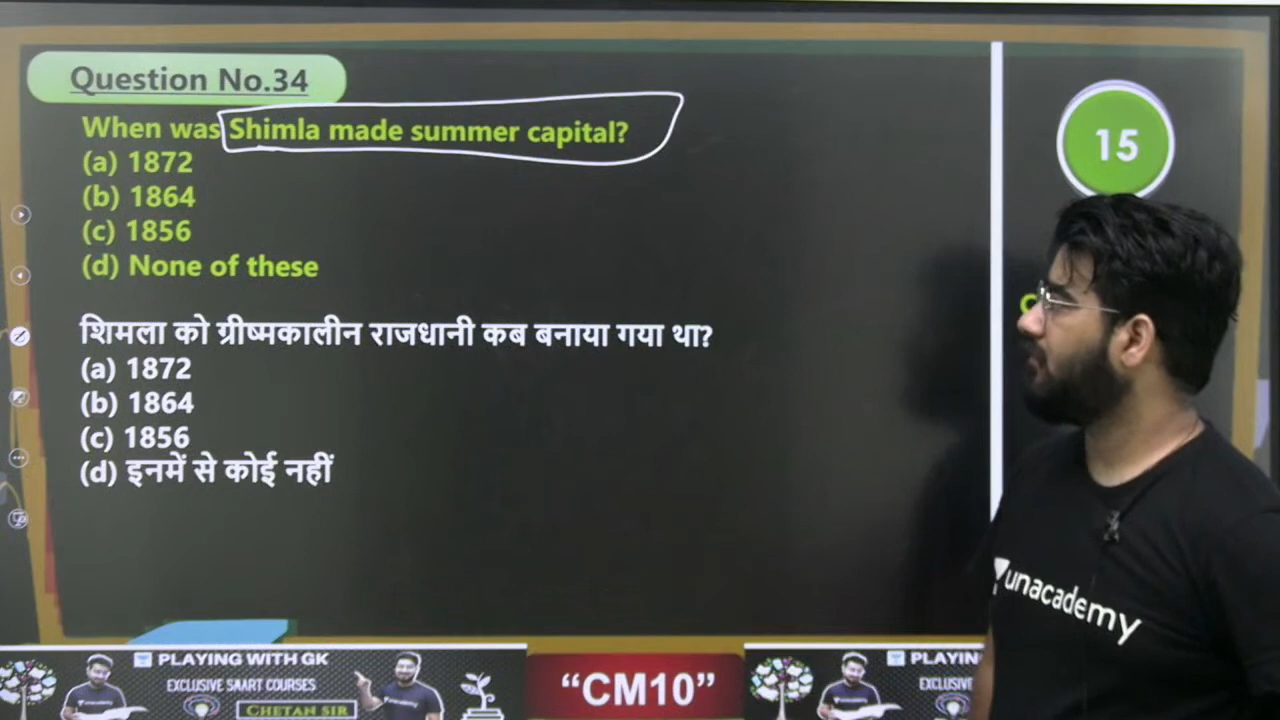 Question No.34
When was Shimla made summer capital?
(a) 1872
(b) 1864
(c) 1856
(d) None of these
शिमला को ग्रीष्मकालीन राजधानी कब बनाया गया था?
(a) 1872
(b) 1864
(c) 1856
(d) इनमें से कोई नहीं
15
unacademy
PLAYING WITH GK
EXCLUSIVE SMART COURSES
CHETAN SIR
“CM10”
PLAYIN
EXCLUSIVE